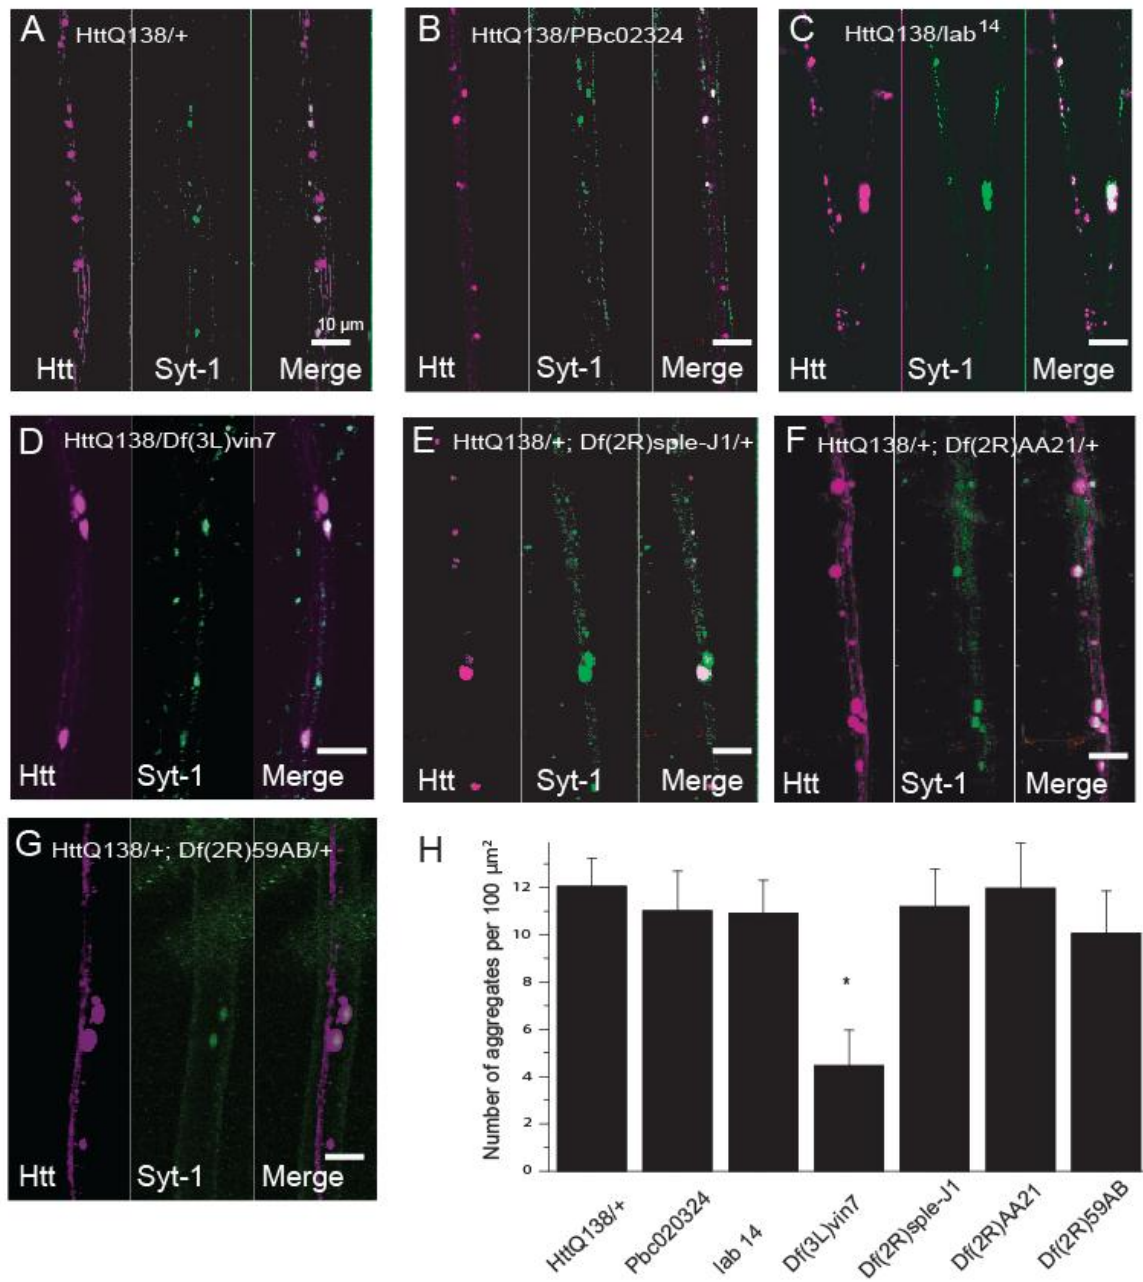 A HttQ138/+
10 µm
Htt Syt-1 Merge
B HttQ138/PBc02324
Htt Syt-1 Merge
C HttQ138/lab14
Htt Syt-1 Merge
D HttQ138/Df(3L)vin7
Htt Syt-1 Merge
E HttQ138/+; Df(2R)sple-J1/+
Htt Syt-1 Merge
F HttQ138/+; Df(2R)AA21/+
Htt Syt-1 Merge
G HttQ138/+; Df(2R)59AB/+
Htt Syt-1 Merge
H
Number of aggregates per 100 µm²
12
10
8
6
4
2
0
*
HttQ138/+
Pbc020324
lab 14
Df(3L)vin7
Df(2R)sple-J1
Df(2R)AA21
Df(2R)59AB